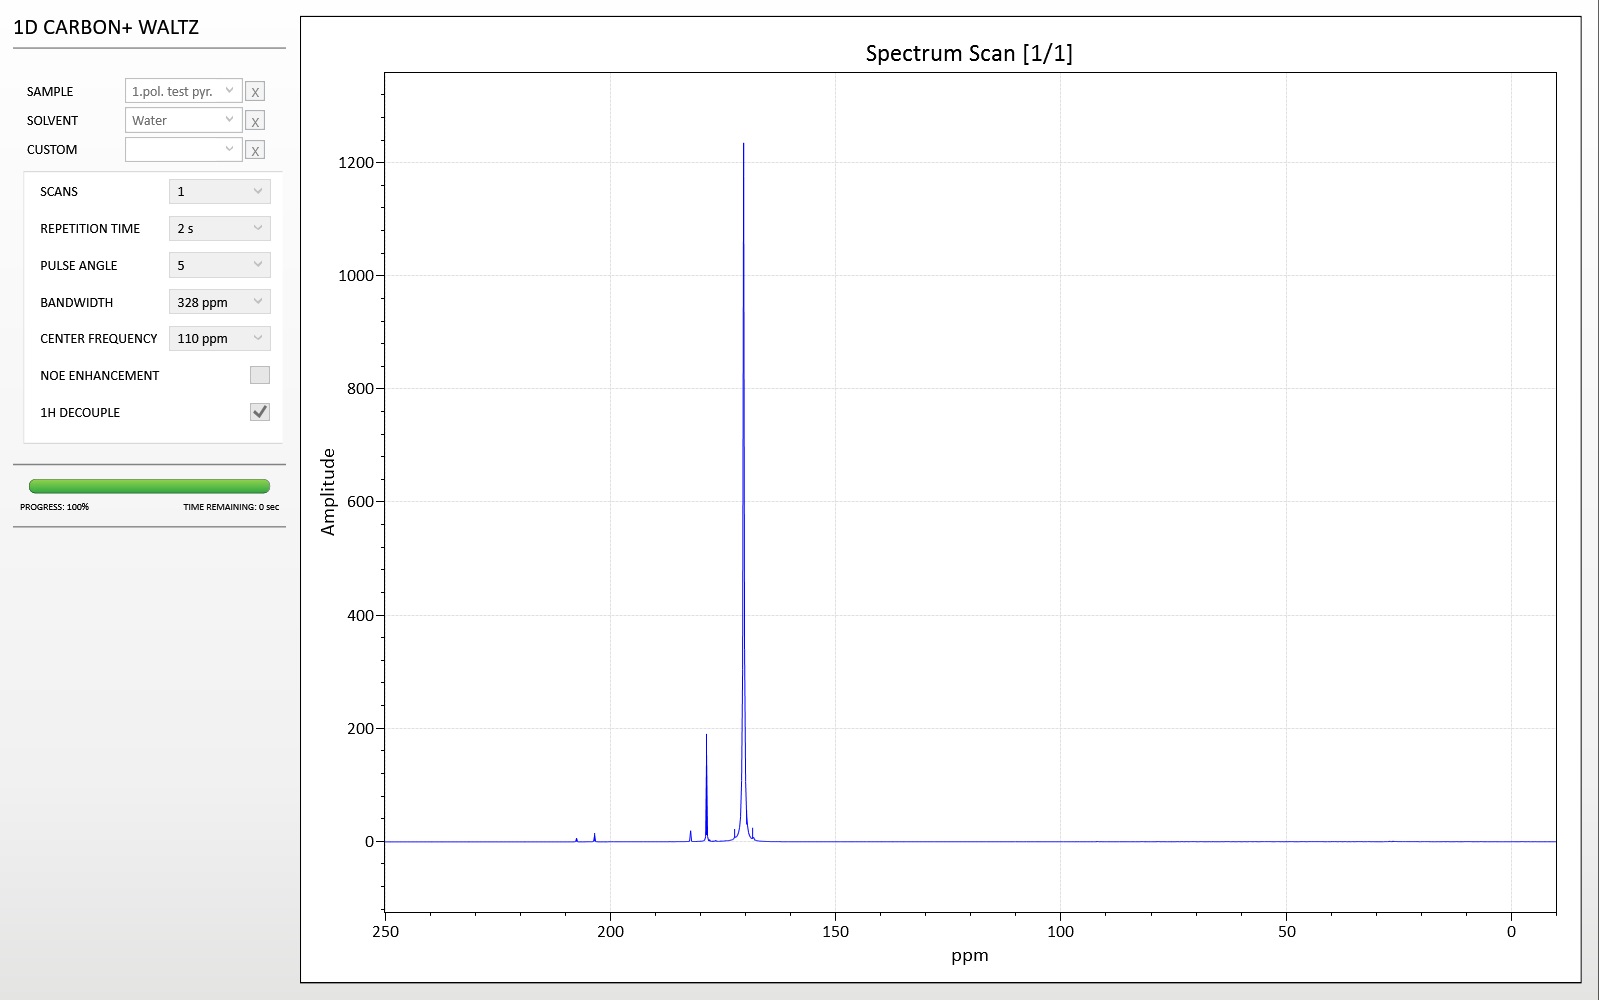 1D CARBON+ WALTZ
SAMPLE 1.pol. test pyr. X
SOLVENT Water X
CUSTOM X
SCANS 1
REPETITION TIME 2 s
PULSE ANGLE 5
BANDWIDTH 328 ppm
CENTER FREQUENCY 110 ppm
NOE ENHANCEMENT
1H DECOUPLE
PROGRESS: 100% TIME REMAINING: 0 sec
Spectrum Scan [1/1]
1200
1000
800
600
400
200
0
Amplitude
250 200 150 100 50 0
ppm